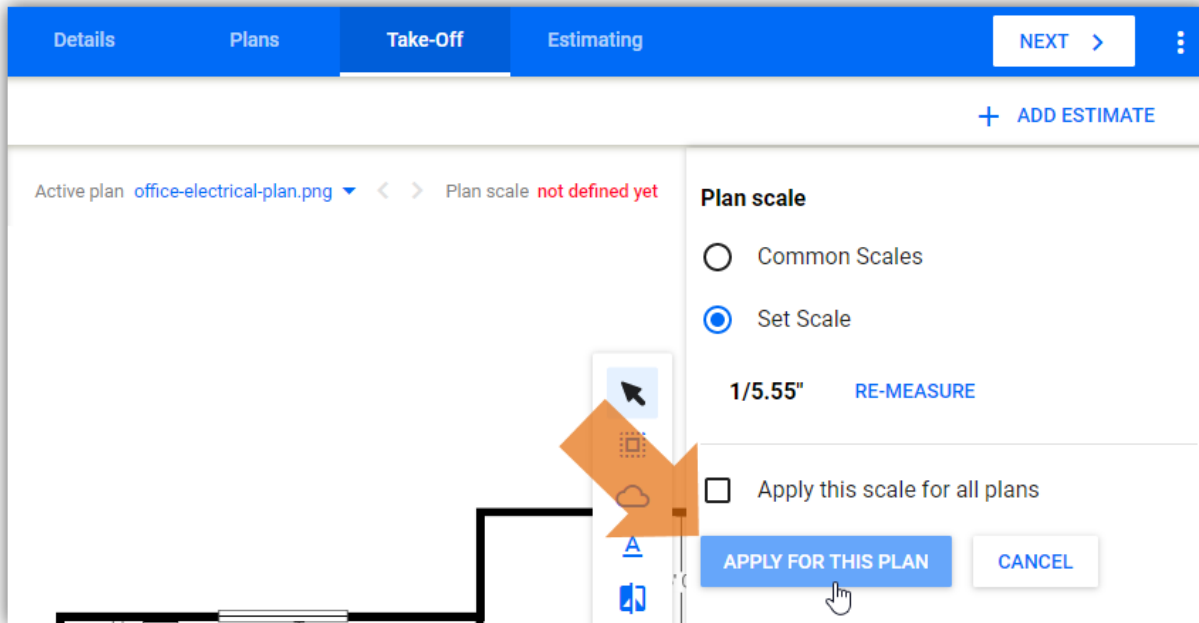 Details Plans Take-Off Estimating NEXT
ADD ESTIMATE
Active plan office-electrical-plan.png Plan scale not defined yet
Plan scale
Common Scales
Set Scale
1/5.55" RE-MEASURE
Apply this scale for all plans
A
APPLY FOR THIS PLAN CANCEL